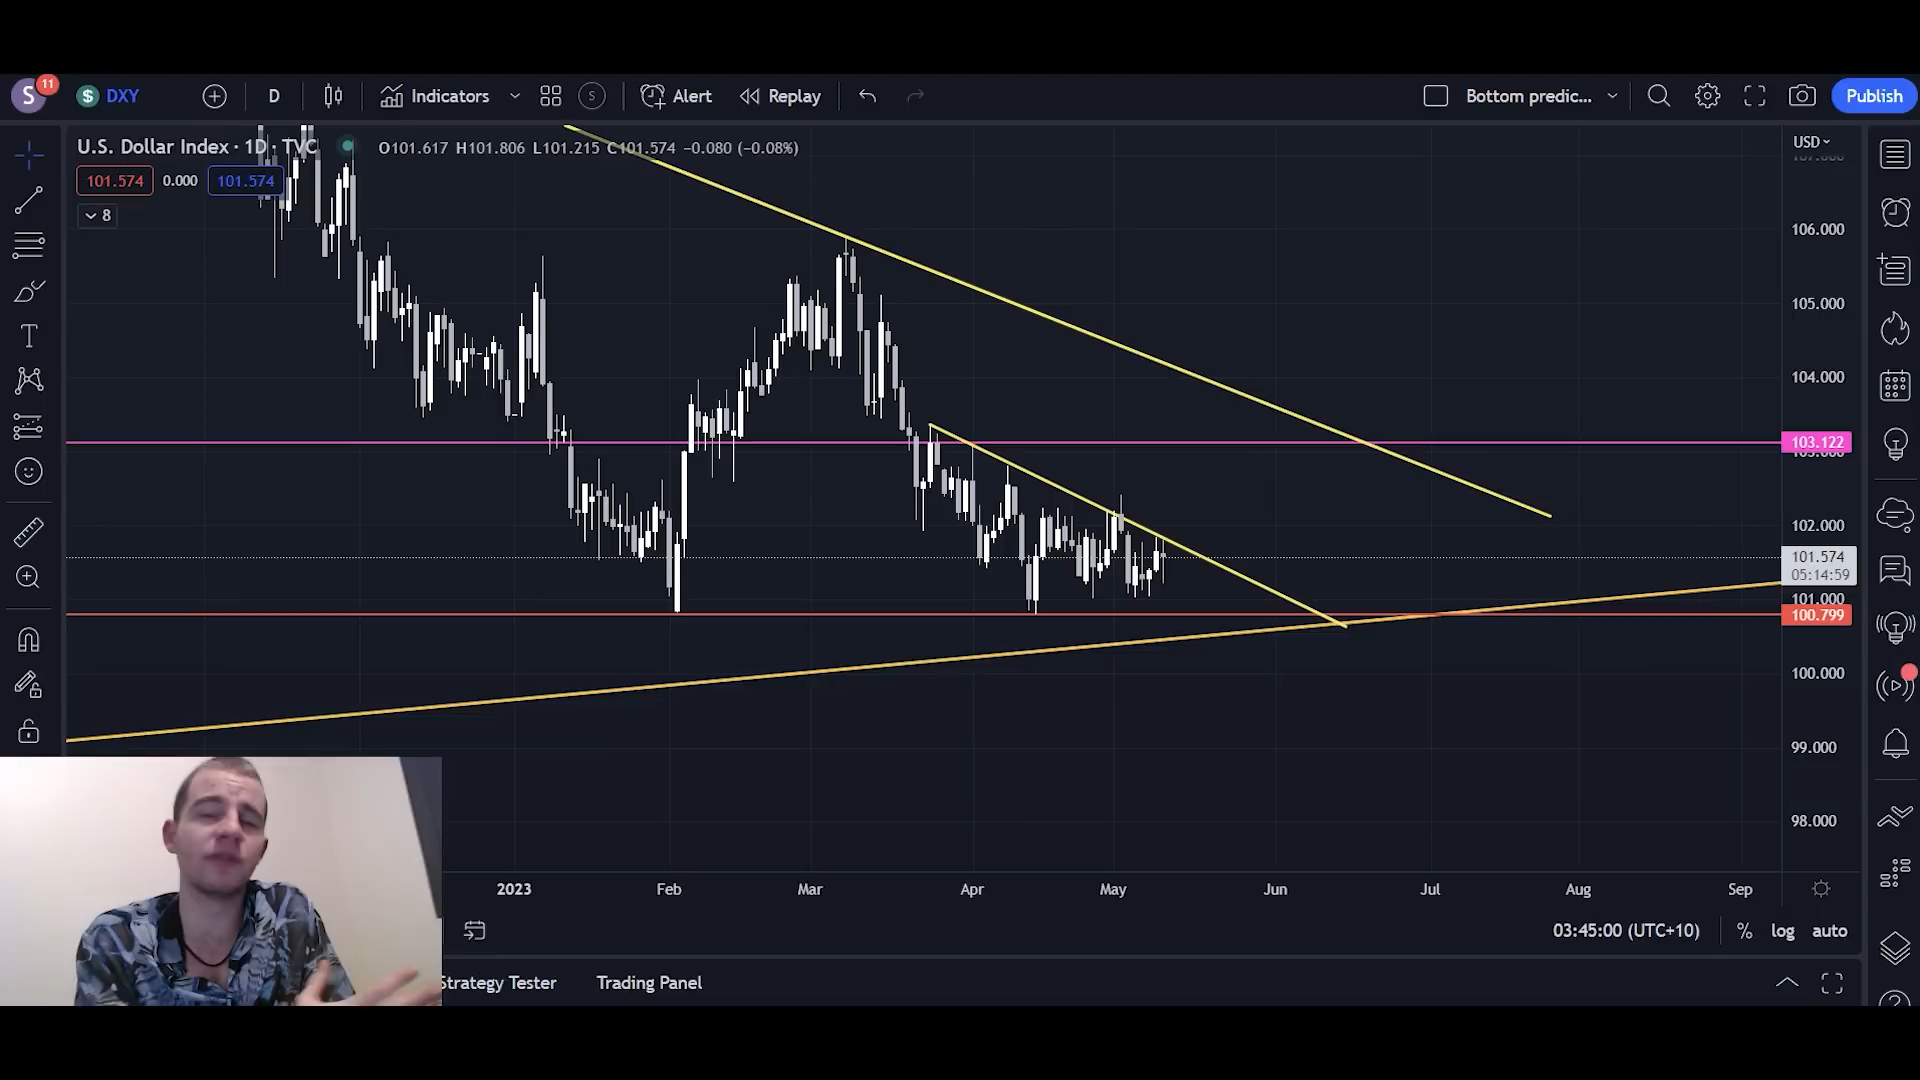 S 11 $ DXY D Indicators S Alert Replay Bottom predic... Publish
U.S. Dollar Index · 1D · TVC O101.617 H101.806 L101.215 C101.574 −0.080 (−0.08%)
USD
101.574 0.000 101.574
8
106.000
105.000
104.000
103.122
103.000
102.000
101.574
05:14:59
101.000
100.799
100.000
99.000
98.000
2023 Feb Mar Apr May Jun Jul Aug Sep
03:45:00 (UTC+10) % log auto
Strategy Tester Trading Panel